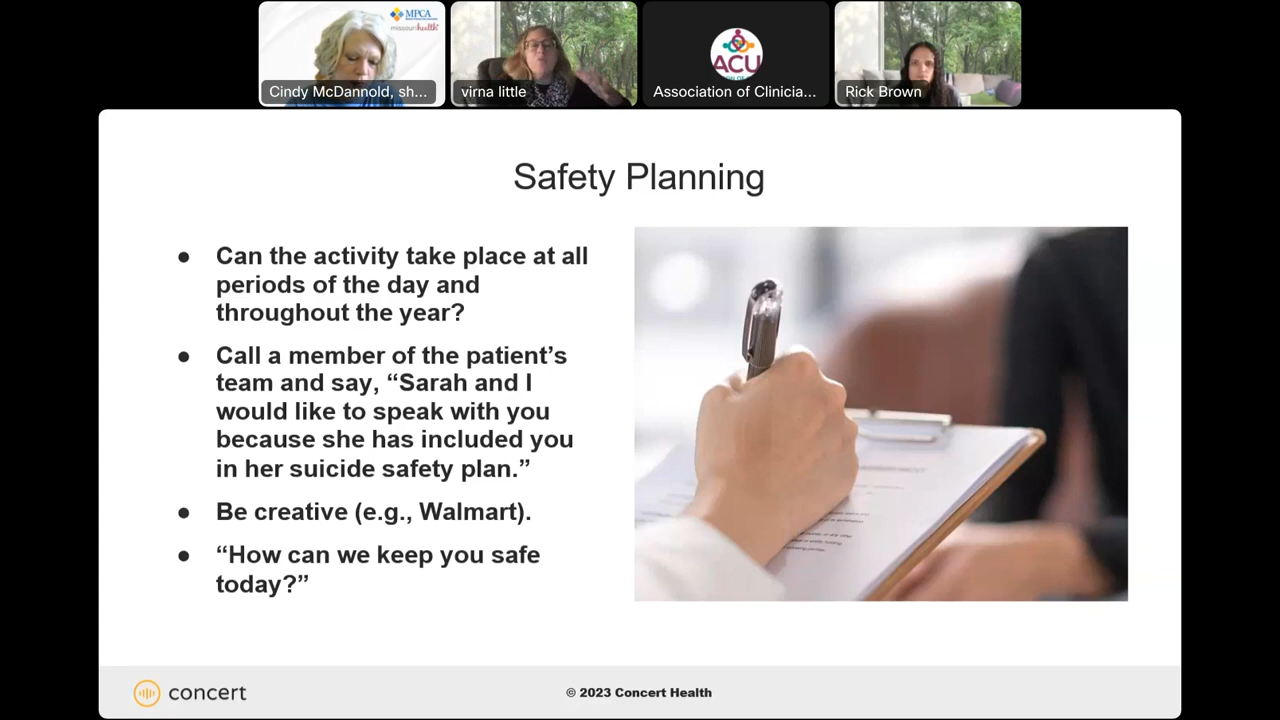 MPCA
missourihealth+
Cindy McDannold, sh...
virna little
ACU
Association of Clinicia...
Rick Brown
Safety Planning
● Can the activity take place at all
periods of the day and
throughout the year?
● Call a member of the patient’s
team and say, “Sarah and I
would like to speak with you
because she has included you
in her suicide safety plan.”
● Be creative (e.g., Walmart).
● “How can we keep you safe
today?”
concert
© 2023 Concert Health